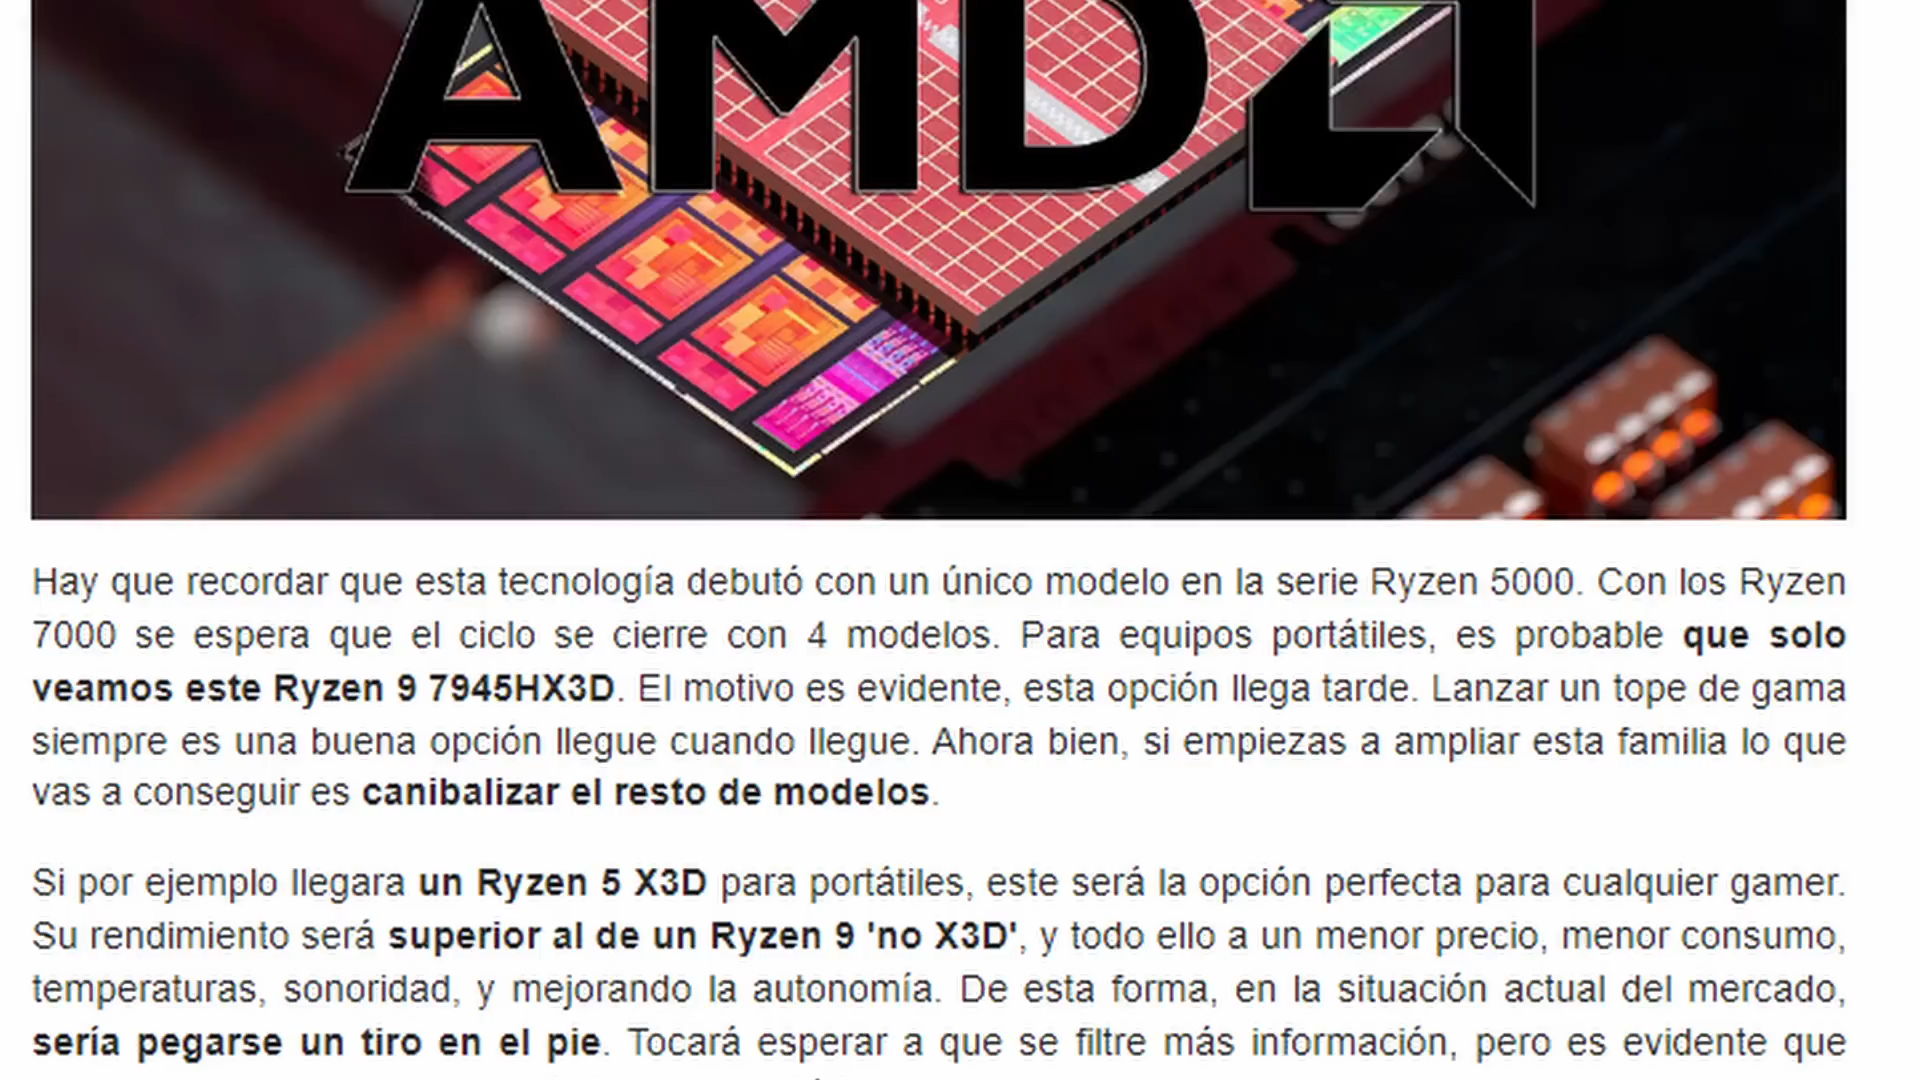 AMD
Hay que recordar que esta tecnología debutó con un único modelo en la serie Ryzen 5000. Con los Ryzen
7000 se espera que el ciclo se cierre con 4 modelos. Para equipos portátiles, es probable que solo
veamos este Ryzen 9 7945HX3D. El motivo es evidente, esta opción llega tarde. Lanzar un tope de gama
siempre es una buena opción llegue cuando llegue. Ahora bien, si empiezas a ampliar esta familia lo que
vas a conseguir es canibalizar el resto de modelos.
Si por ejemplo llegara un Ryzen 5 X3D para portátiles, este será la opción perfecta para cualquier gamer.
Su rendimiento será superior al de un Ryzen 9 'no X3D', y todo ello a un menor precio, menor consumo,
temperaturas, sonoridad, y mejorando la autonomía. De esta forma, en la situación actual del mercado,
sería pegarse un tiro en el pie. Tocará esperar a que se filtre más información, pero es evidente que